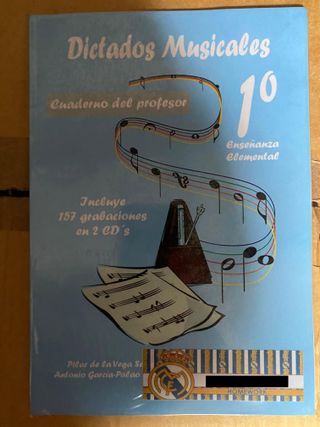 Dictados Musicales
Cuaderno del profesor
1º
Enseñanza
Elemental
Incluye
157 grabaciones
en 2 CD´s
Pilar de la Vega
Antonio García-Palao